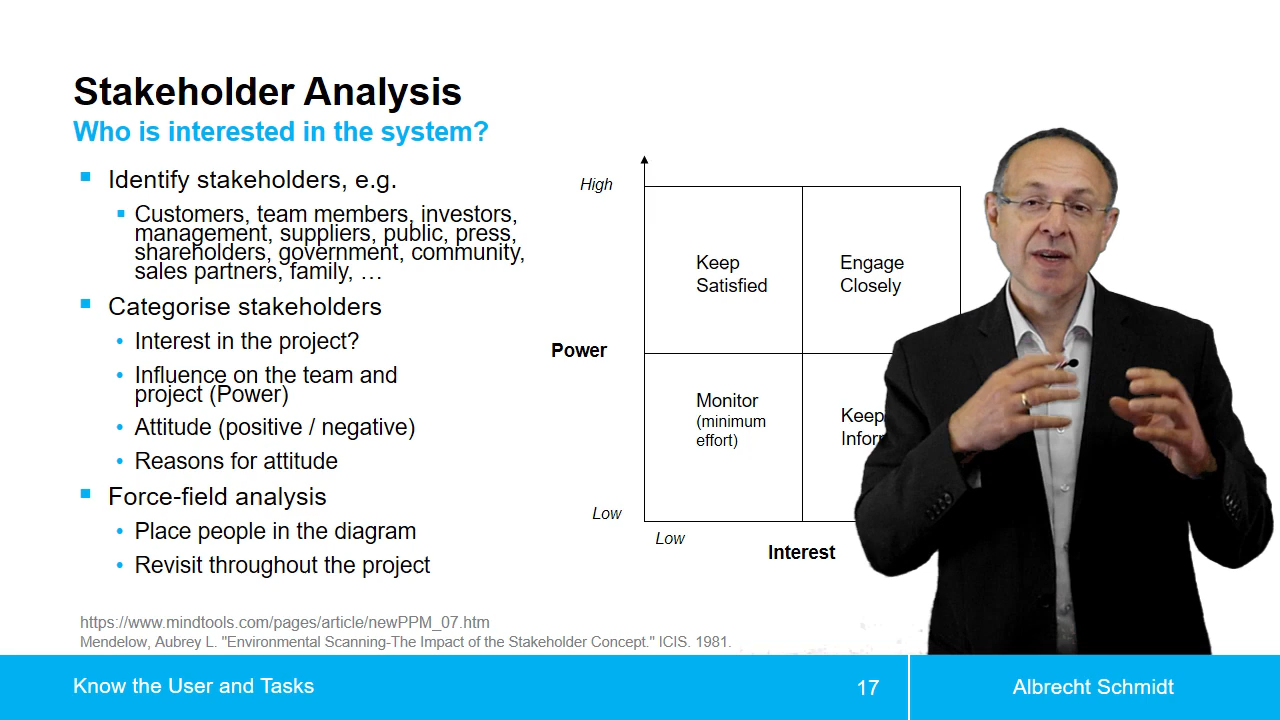 Stakeholder Analysis
Who is interested in the system?
Identify stakeholders, e.g.
Customers, team members, investors,
management, suppliers, public, press,
shareholders, government, community,
sales partners, family, …
Categorise stakeholders
Interest in the project?
Influence on the team and
project (Power)
Attitude (positive / negative)
Reasons for attitude
Force-field analysis
Place people in the diagram
Revisit throughout the project
High
Keep
Satisfied
Engage
Closely
Power
Monitor
(minimum
effort)
Keep
Low
Low
Interest
https://www.mindtools.com/pages/article/newPPM_07.htm
Mendelow, Aubrey L. "Environmental Scanning-The Impact of the Stakeholder Concept." ICIS. 1981.
Know the User and Tasks
17
Albrecht Schmidt